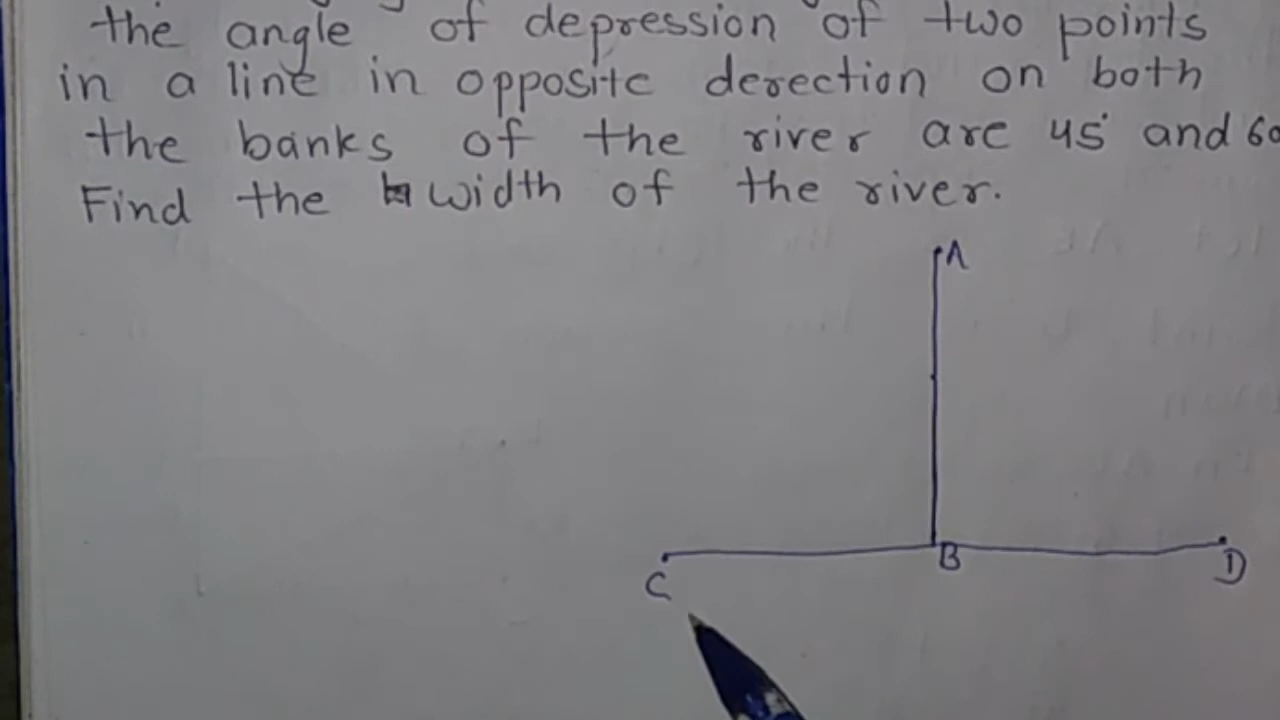 the angle of depression of two points
in a line in opposite derection on both
the banks of the river are 45° and 60
Find the width of the river.
A
B
C
D